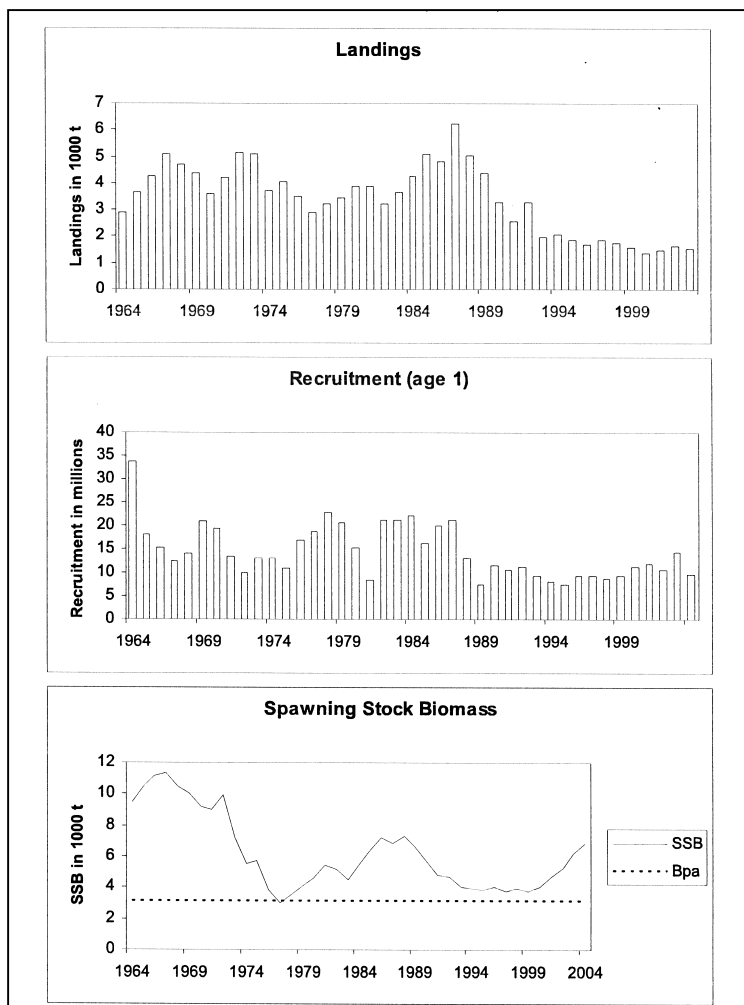 Landings
Landings in 1000 t
7
6
5
4
3
2
1
0
1964 1969 1974 1979 1984 1989 1994 1999
Recruitment (age 1)
Recruitment in millions
40
35
30
25
20
15
10
5
0
1964 1969 1974 1979 1984 1989 1994 1999
Spawning Stock Biomass
SSB in 1000 t
12
10
8
6
4
2
0
1964 1969 1974 1979 1984 1989 1994 1999 2004
SSB
Bpa